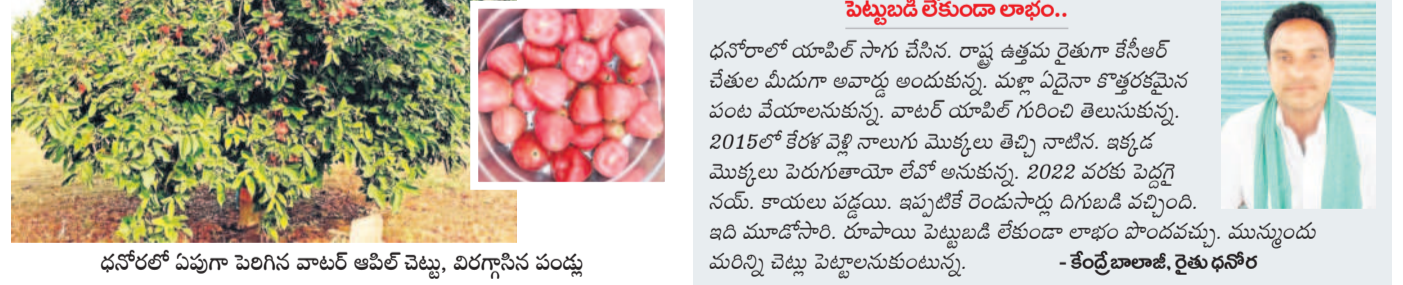 ధనోరలో ఏపుగా పెరిగిన వాటర్ ఆపిల్ చెట్టు, విరగ్గాసిన పండ్లు
పెట్టుబడి లేకుండా లాభం..
ధనోరాలో యాపిల్ సాగు చేసిన. రాష్ట్ర ఉత్తమ రైతుగా కేసీఆర్
చేతుల మీదుగా అవార్డు అందుకున్న. మళ్లా ఏదైనా కొత్తరకమైన
పంట వేయాలనుకున్న. వాటర్ యాపిల్ గురించి తెలుసుకున్న.
2015లో కేరళ వెళ్లి నాలుగు మొక్కలు తెచ్చి నాటిన. ఇక్కడ
మొక్కలు పెరుగుతాయో లేవో అనుకున్న. 2022 వరకు పెద్దగై
నయ్. కాయలు పడ్డయి. ఇప్పటికే రెండుసార్లు దిగుబడి వచ్చింది.
ఇది మూడోసారి. రూపాయి పెట్టుబడి లేకుండా లాభం పొందవచ్చు. మున్ముందు
మరిన్ని చెట్లు పెట్టాలనుకుంటున్న. - కేంద్రే బాలాజీ, రైతు ధనోర